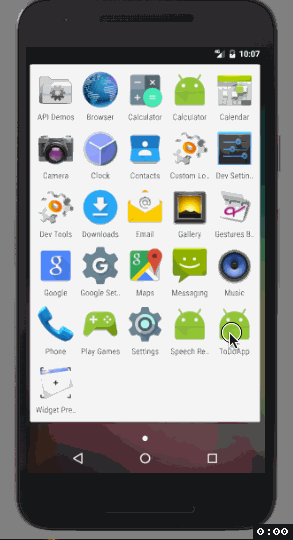 10:07
API Demos Browser Calculator Calculator Calendar
Camera Clock Contacts Custom Lo.. Dev Settin..
Dev Tools Downloads Email Gallery Gestures B..
Google Google Set.. Maps Messaging Music
Phone Play Games Settings Speech Re.. ToDoApp
Widget Pre..
0:00